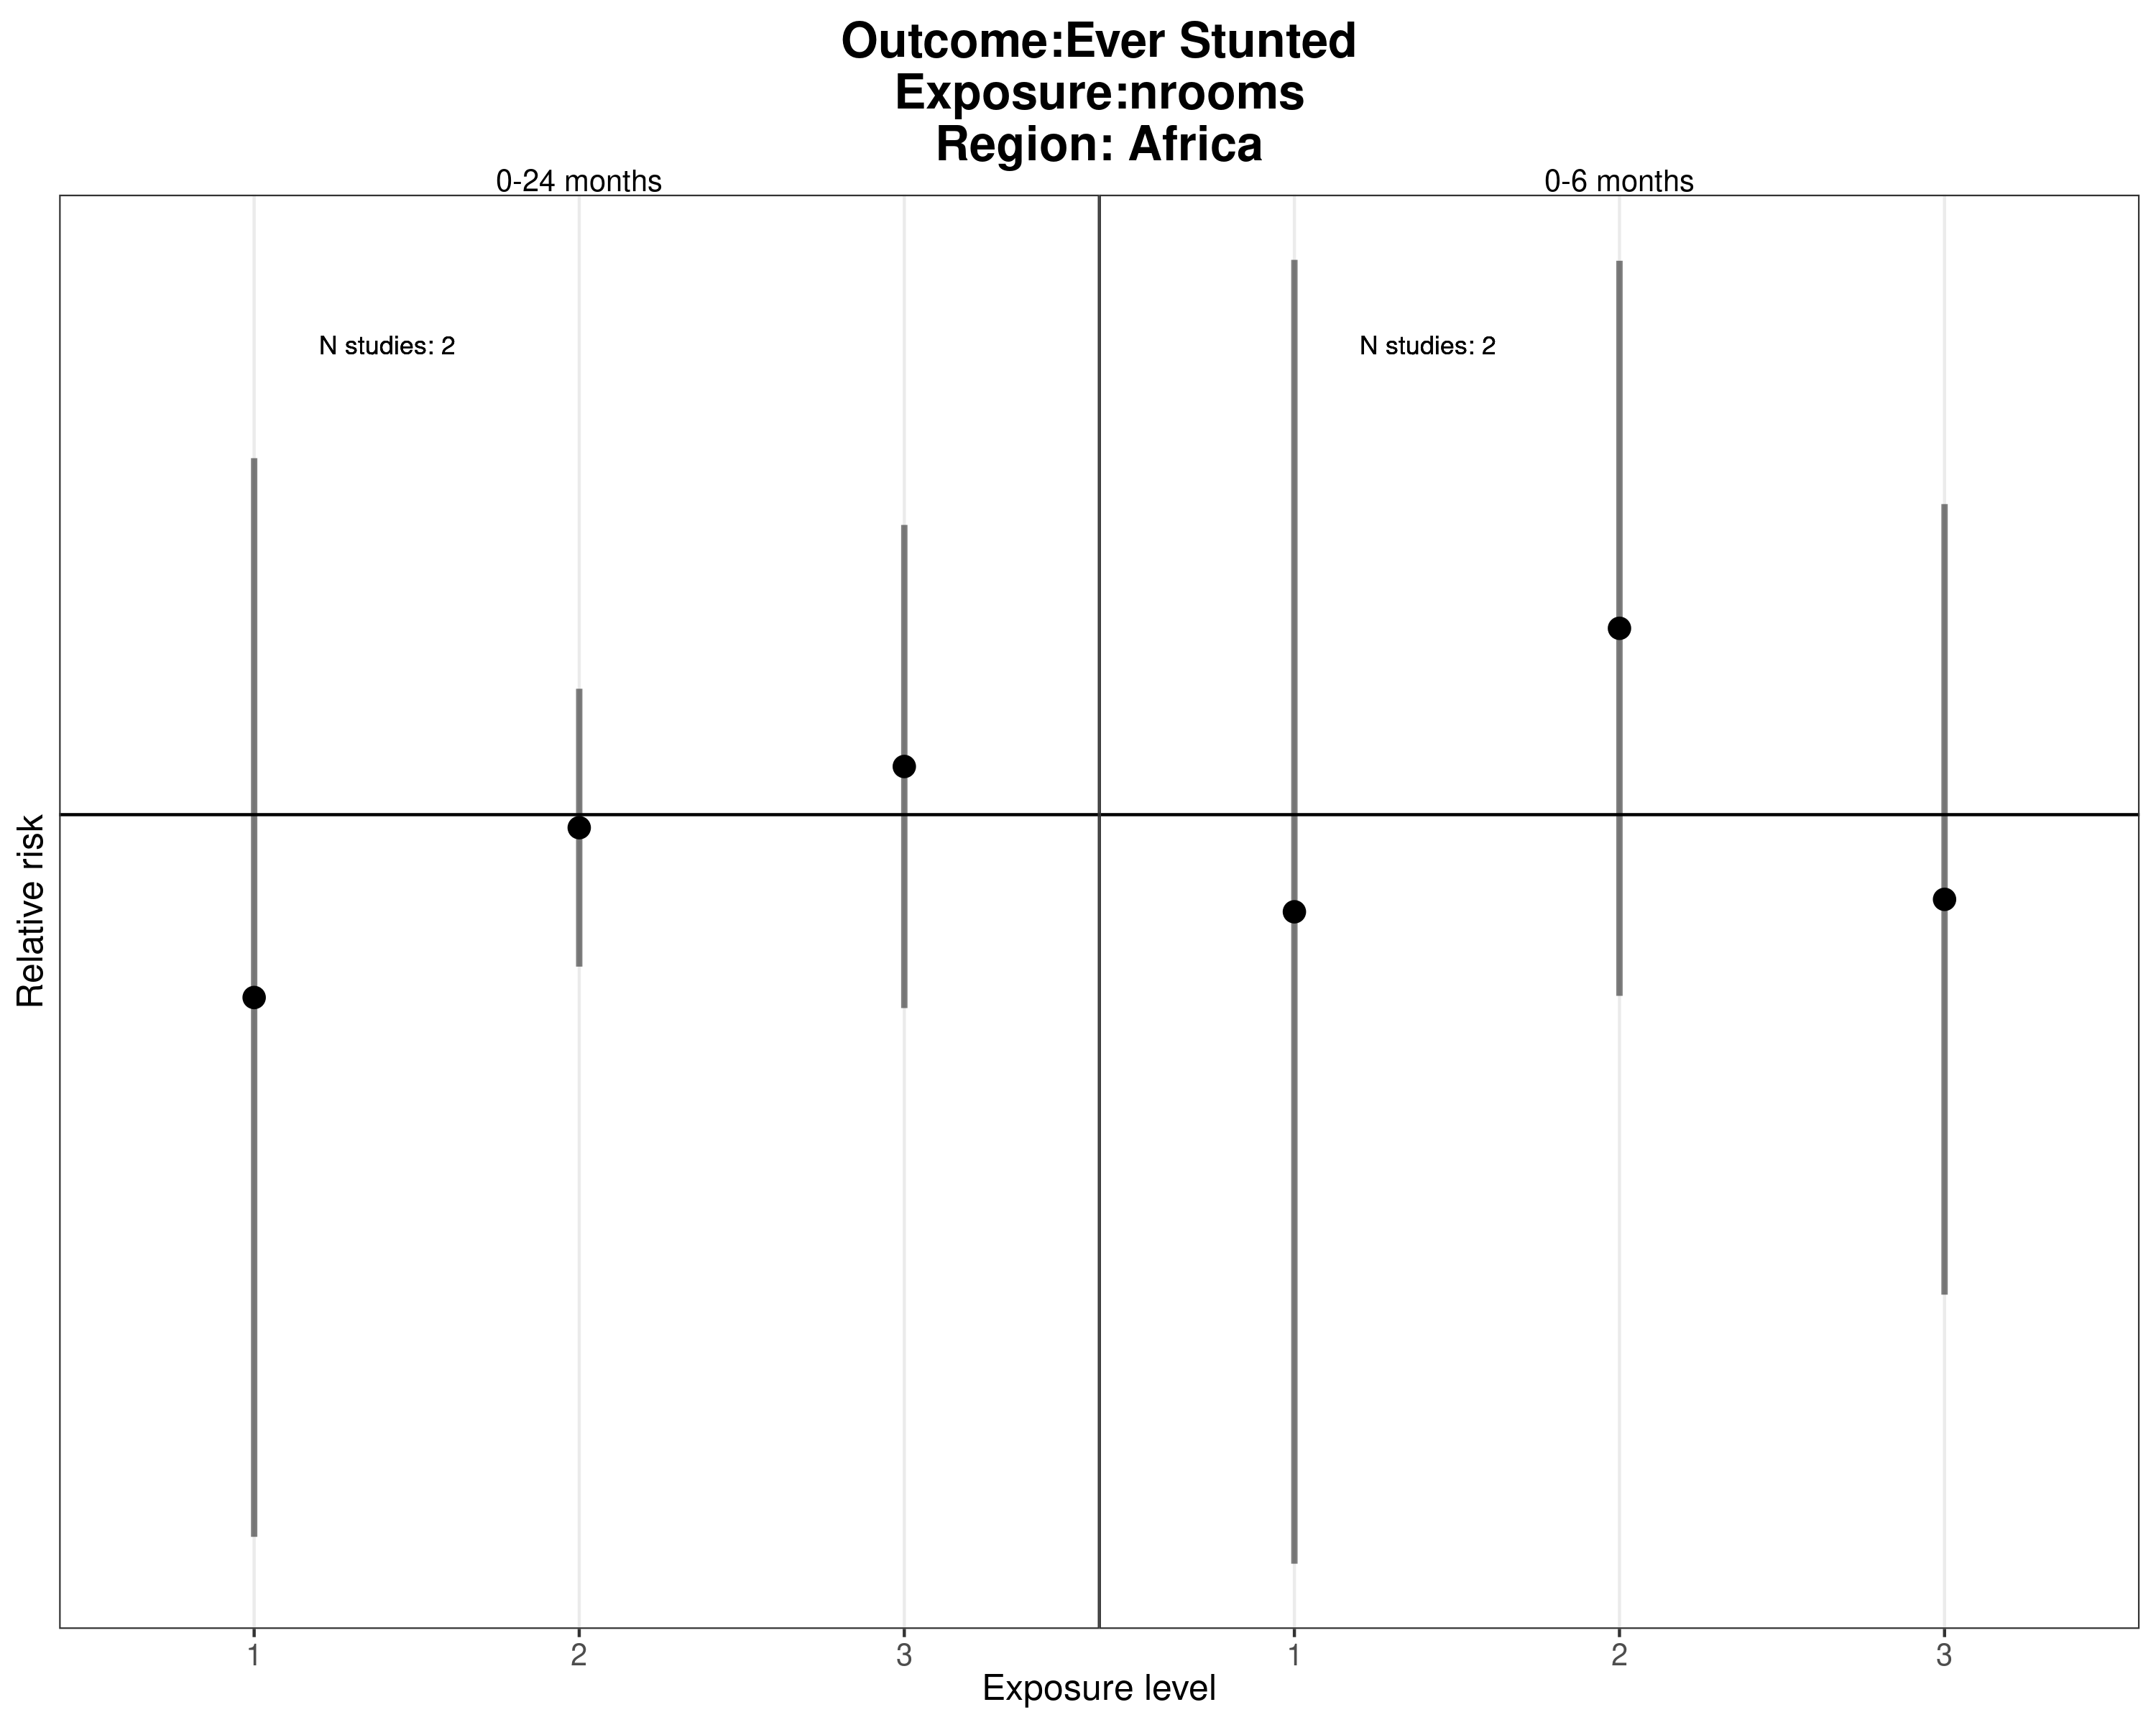 Outcome:Ever Stunted
Exposure:nrooms
Region: Africa
0-24 months
0-6 months
N studies: 2
N studies: 2
Relative risk
1
2
3
1
2
3
Exposure level